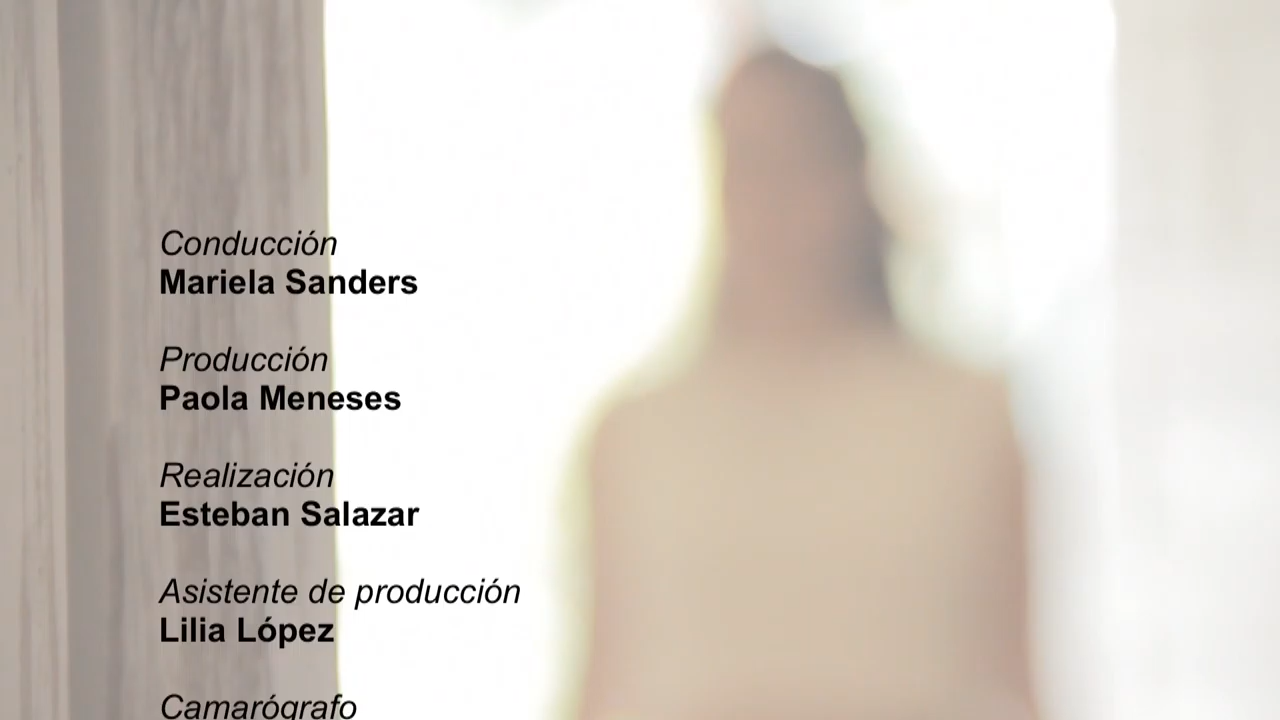 Conducción
Mariela Sanders
Producción
Paola Meneses
Realización
Esteban Salazar
Asistente de producción
Lilia López
Camarógrafo